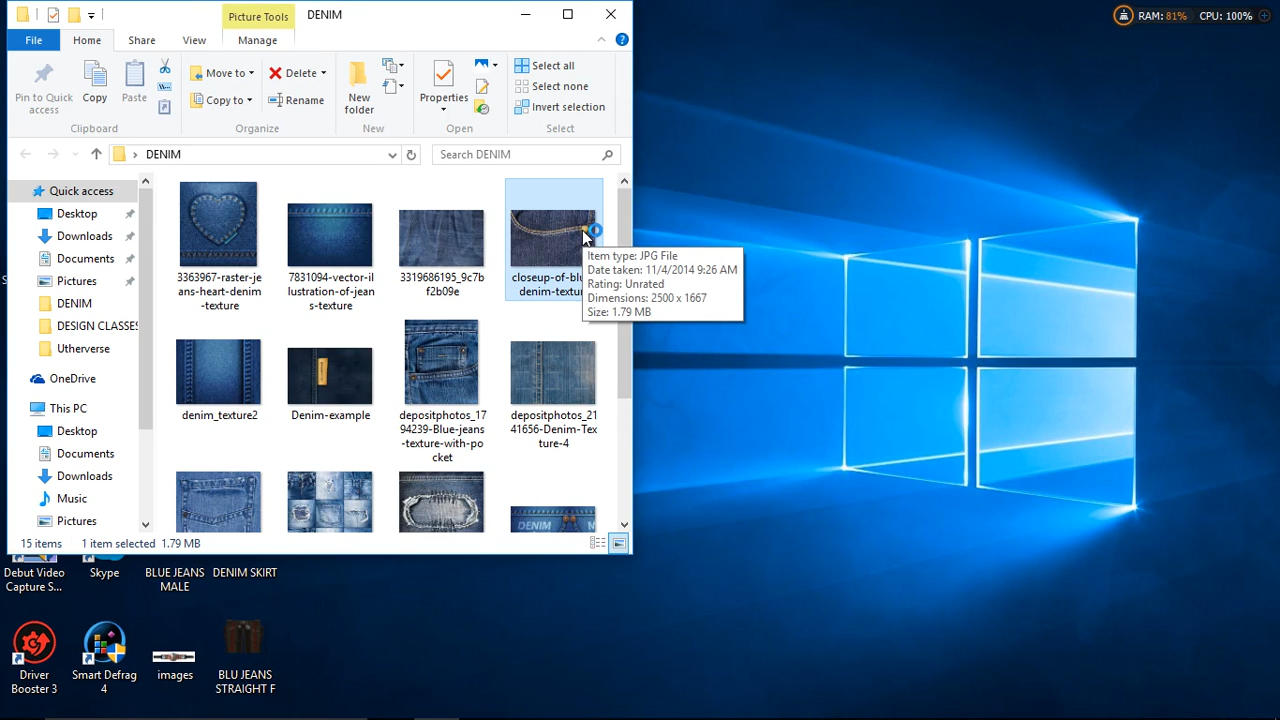 Picture Tools
DENIM
File
Home
Share
View
Manage
Pin to Quick
access
Copy
Paste
Move to
Copy to
Delete
Rename
New
folder
Properties
Select all
Select none
Invert selection
Clipboard
Organize
New
Open
Select
DENIM
Search DENIM
Quick access
Desktop
Downloads
Documents
Pictures
DENIM
DESIGN CLASSES
Utherverse
OneDrive
This PC
Desktop
Documents
Downloads
Music
Pictures
3363967-raster-je
ans-heart-denim
-texture
7831094-vector-il
lustration-of-jean
s-texture
3319686195_9c7b
f2b09e
closeup-of-blu
denim-textur
Item type: JPG File
Date taken: 11/4/2014 9:26 AM
Rating: Unrated
Dimensions: 2500 x 1667
Size: 1.79 MB
denim_texture2
Denim-example
depositphotos_17
94239-Blue-jeans
-texture-with-po
cket
depositphotos_21
41656-Denim-Tex
ture-4
DENIM
15 items
1 item selected
1.79 MB
Debut Video
Capture S...
Skype
BLUE JEANS
MALE
DENIM SKIRT
Driver
Booster 3
Smart Defrag
4
images
BLU JEANS
STRAIGHT F
RAM: 81%
CPU: 100%